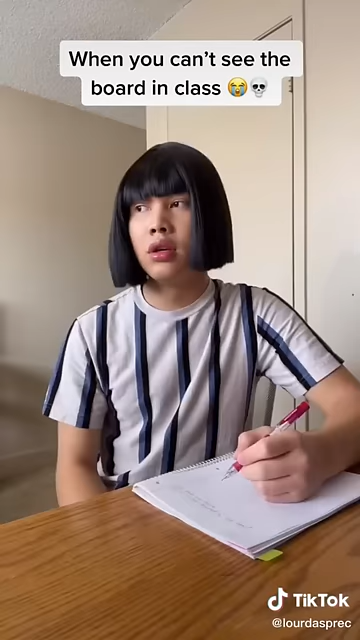 When you can’t see the
board in class 😭💀
TikTok
@lourdasprec